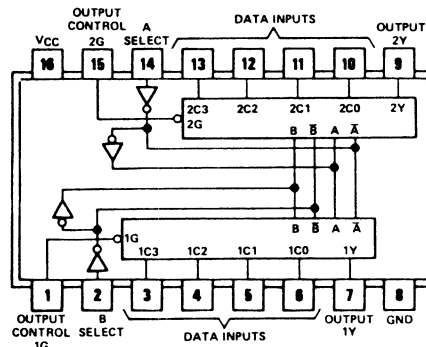 OUTPUT CONTROL 2G
A SELECT
DATA INPUTS
OUTPUT 2Y
VCC
16 15 14 13 12 11 10 9
2C3 2C2 2C1 2C0 2Y
2G
B B̅ A A̅
B B̅ A A̅
1G
1C3 1C2 1C1 1C0 1Y
1 2 3 4 5 6 7 8
OUTPUT CONTROL 1G
B SELECT
DATA INPUTS
OUTPUT 1Y
GND